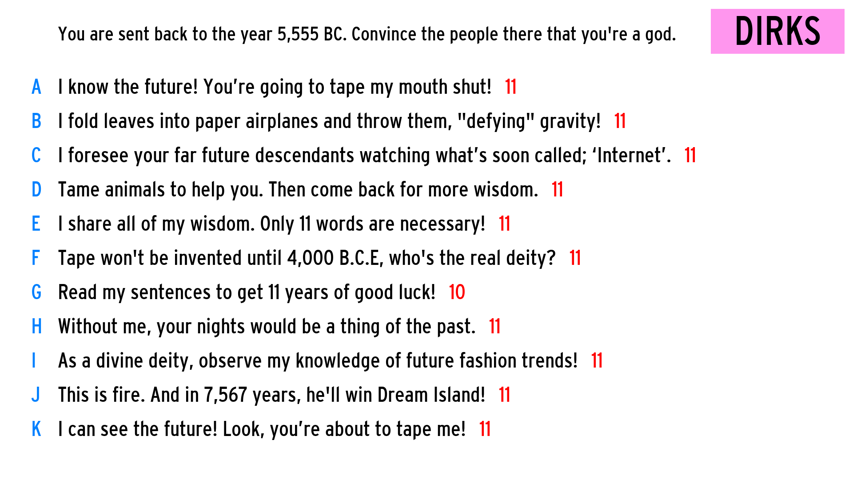 You are sent back to the year 5,555 BC. Convince the people there that you're a god.
DIRKS
A I know the future! You’re going to tape my mouth shut! 11
B I fold leaves into paper airplanes and throw them, "defying" gravity! 11
C I foresee your far future descendants watching what’s soon called; ‘Internet’. 11
D Tame animals to help you. Then come back for more wisdom. 11
E I share all of my wisdom. Only 11 words are necessary! 11
F Tape won't be invented until 4,000 B.C.E, who's the real deity? 11
G Read my sentences to get 11 years of good luck! 10
H Without me, your nights would be a thing of the past. 11
I As a divine deity, observe my knowledge of future fashion trends! 11
J This is fire. And in 7,567 years, he'll win Dream Island! 11
K I can see the future! Look, you’re about to tape me! 11